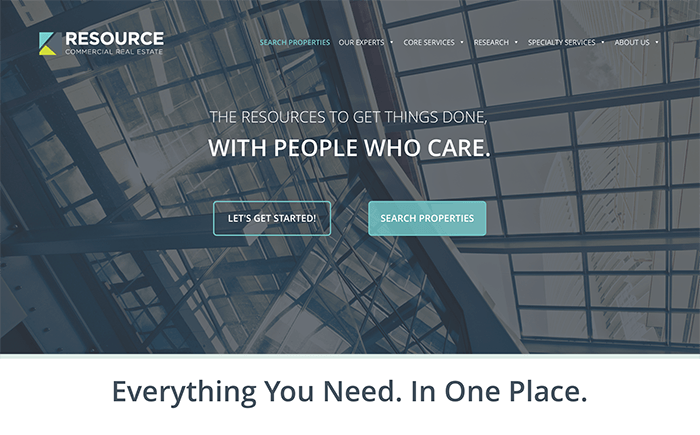 RESOURCE
COMMERCIAL REAL ESTATE
SEARCH PROPERTIES OUR EXPERTS CORE SERVICES RESEARCH SPECIALTY SERVICES ABOUT US
THE RESOURCES TO GET THINGS DONE,
WITH PEOPLE WHO CARE.
LET'S GET STARTED! SEARCH PROPERTIES
Everything You Need. In One Place.